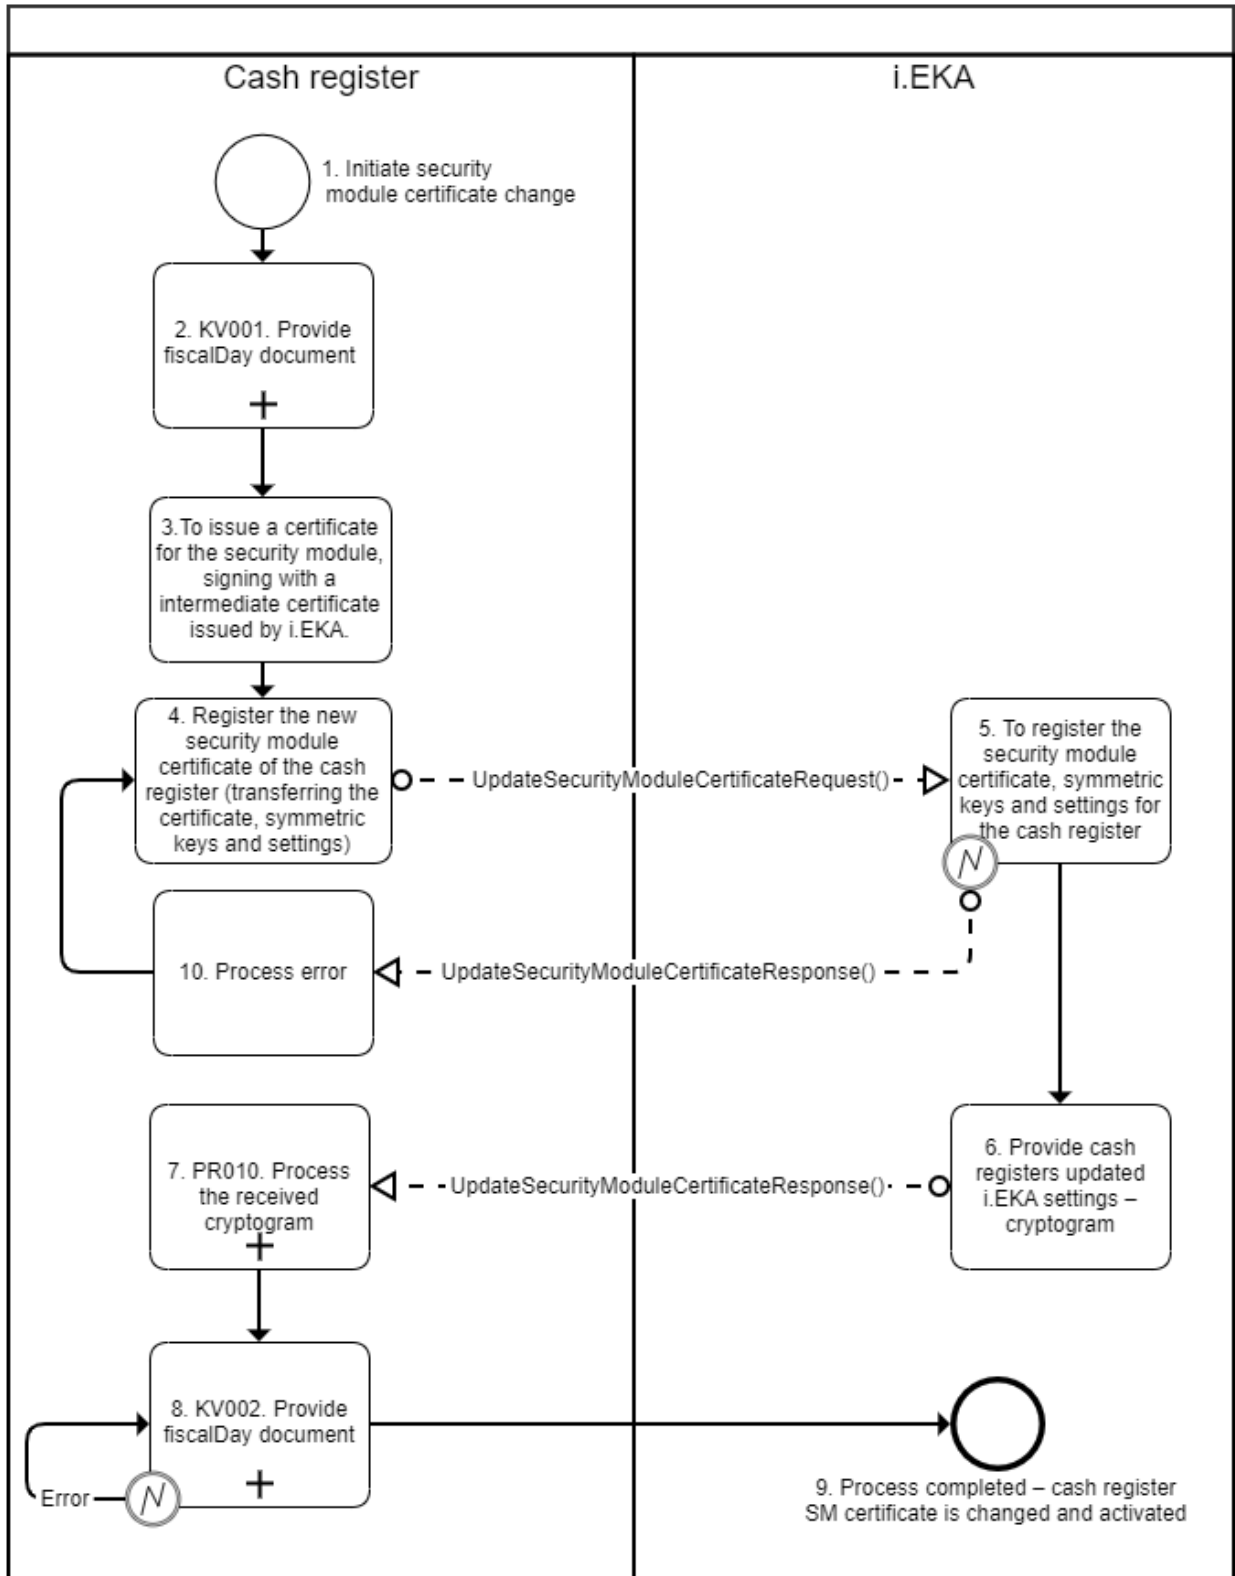 Cash register
i.EKA
1. Initiate security
module certificate change
2. KV001. Provide
fiscalDay document
3.To issue a certificate
for the security module,
signing with a
intermediate certificate
issued by i.EKA.
4. Register the new
security module
certificate of the cash
register (transferring the
certificate, symmetric
keys and settings)
UpdateSecurityModuleCertificateRequest()
5. To register the
security module
certificate, symmetric
keys and settings for
the cash register
10. Process error
UpdateSecurityModuleCertificateResponse()
7. PR010. Process
the received
cryptogram
UpdateSecurityModuleCertificateResponse()
6. Provide cash
registers updated
i.EKA settings –
cryptogram
8. KV002. Provide
fiscalDay document
Error
9. Process completed – cash register
SM certificate is changed and activated